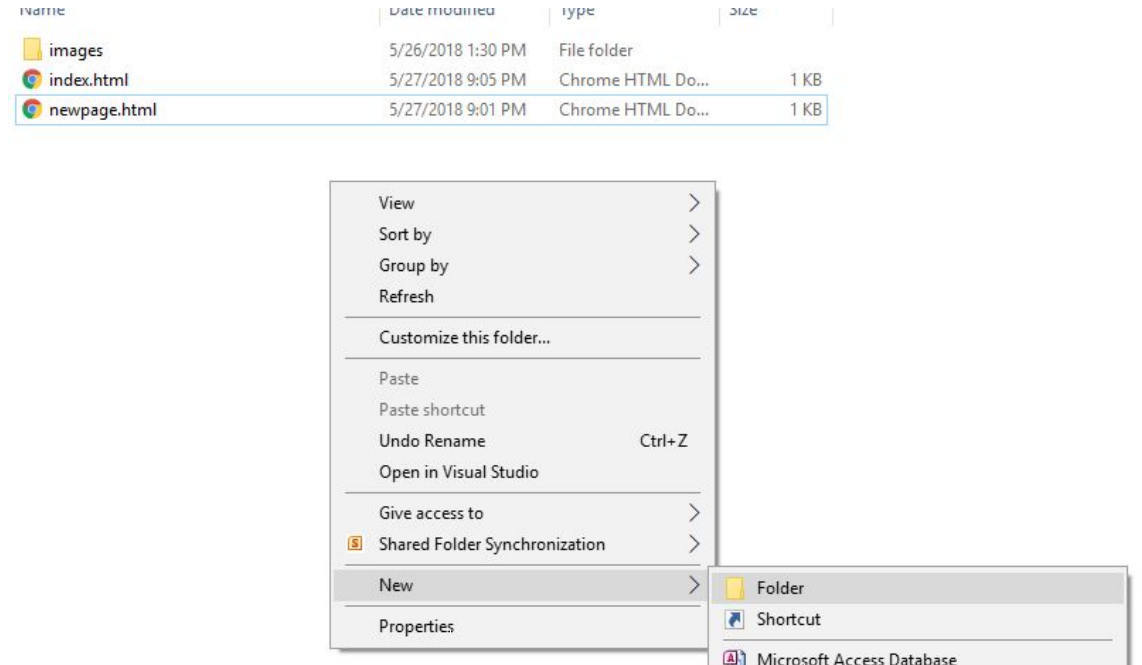 Name Date modified Type Size
images 5/26/2018 1:30 PM File folder
index.html 5/27/2018 9:05 PM Chrome HTML Do... 1 KB
newpage.html 5/27/2018 9:01 PM Chrome HTML Do... 1 KB
View
Sort by
Group by
Refresh
Customize this folder...
Paste
Paste shortcut
Undo Rename Ctrl+Z
Open in Visual Studio
Give access to
Shared Folder Synchronization
New
Folder
Shortcut
Properties
Microsoft Access Database